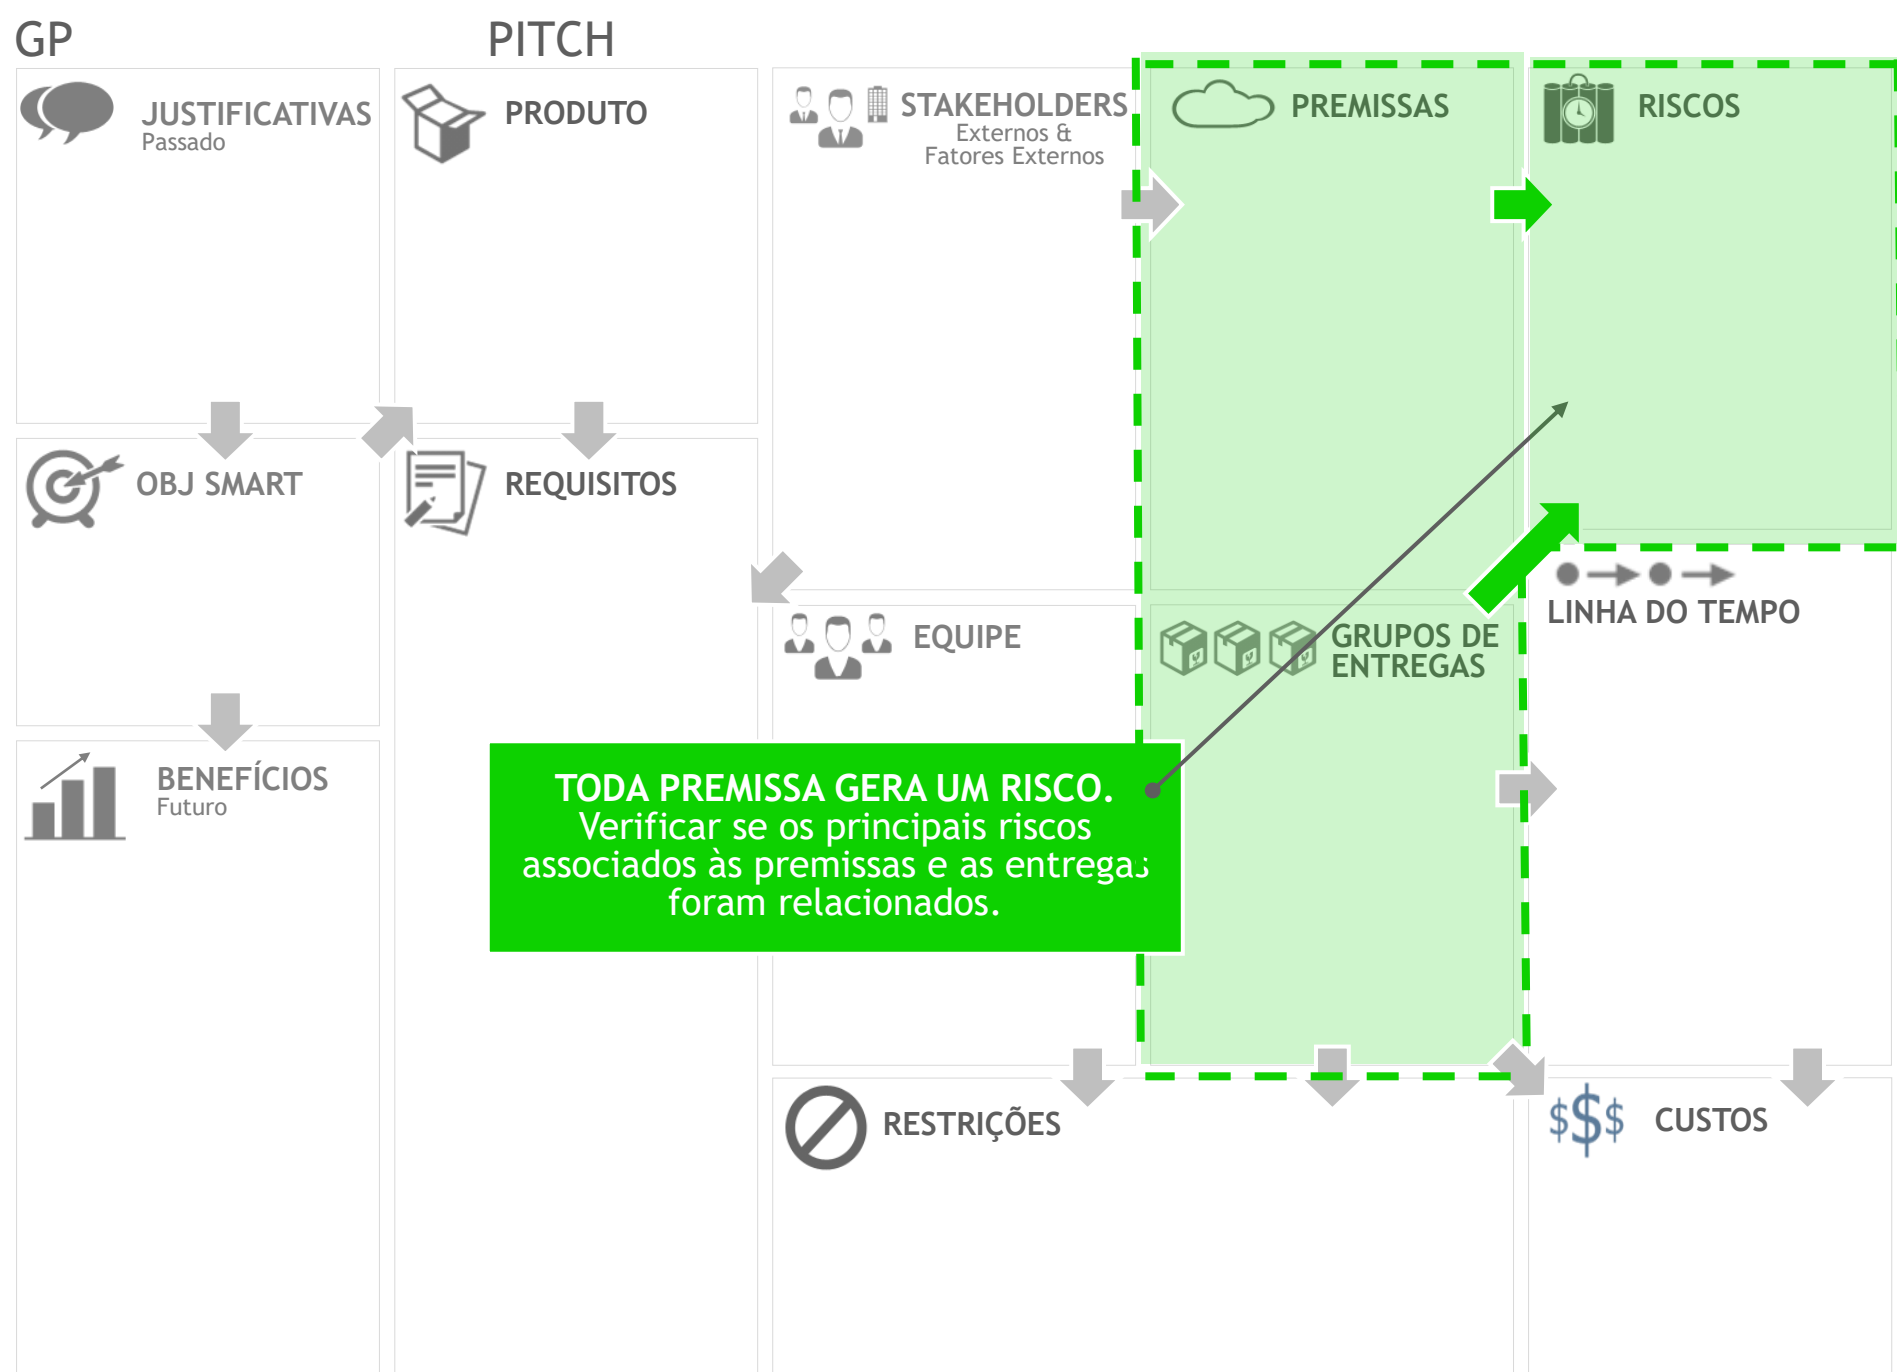 GP
PITCH
JUSTIFICATIVAS
Passado
PRODUTO
STAKEHOLDERS
Externos &
Fatores Externos
PREMISSAS
RISCOS
OBJ SMART
REQUISITOS
EQUIPE
GRUPOS DE
ENTREGAS
LINHA DO TEMPO
BENEFÍCIOS
Futuro
TODA PREMISSA GERA UM RISCO.
Verificar se os principais riscos
associados às premissas e as entregas
foram relacionados.
RESTRIÇÕES
$$$
CUSTOS